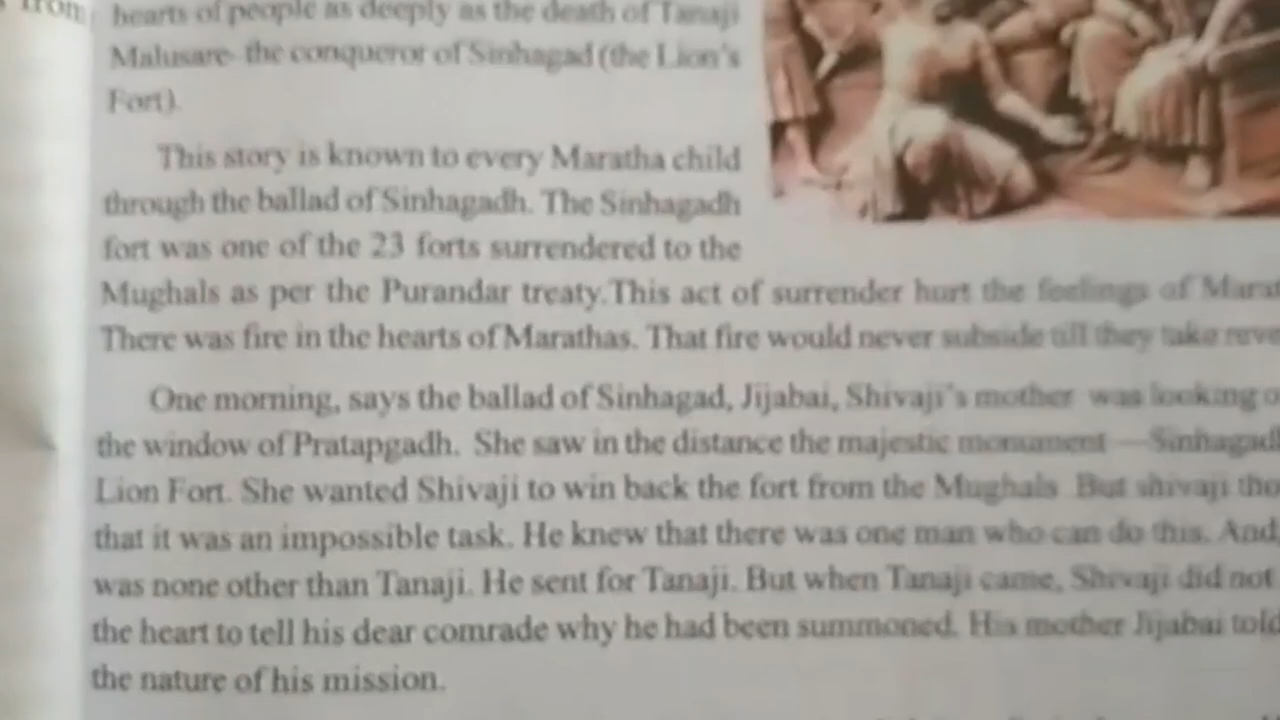 from
hearts of people as deeply as the death of Tanaji
Malusare- the conqueror of Sinhagad (the Lion's
Fort).
This story is known to every Maratha child
through the ballad of Sinhagadh. The Sinhagadh
fort was one of the 23 forts surrendered to the
Mughals as per the Purandar treaty.This act of surrender hurt the feelings of
There was fire in the hearts of Marathas. That fire would never subside till they take
One morning, says the ballad of Sinhagad, Jijabai, Shivaji's mother was looking
the window of Pratapgadh. She saw in the distance the majestic monument —Sinhagadh
Lion Fort. She wanted Shivaji to win back the fort from the Mughals. But shivaji
that it was an impossible task. He knew that there was one man who can do this. And,
was none other than Tanaji. He sent for Tanaji. But when Tanaji came, Shivaji did not
the heart to tell his dear comrade why he had been summoned. His mother Jijabai told
the nature of his mission.